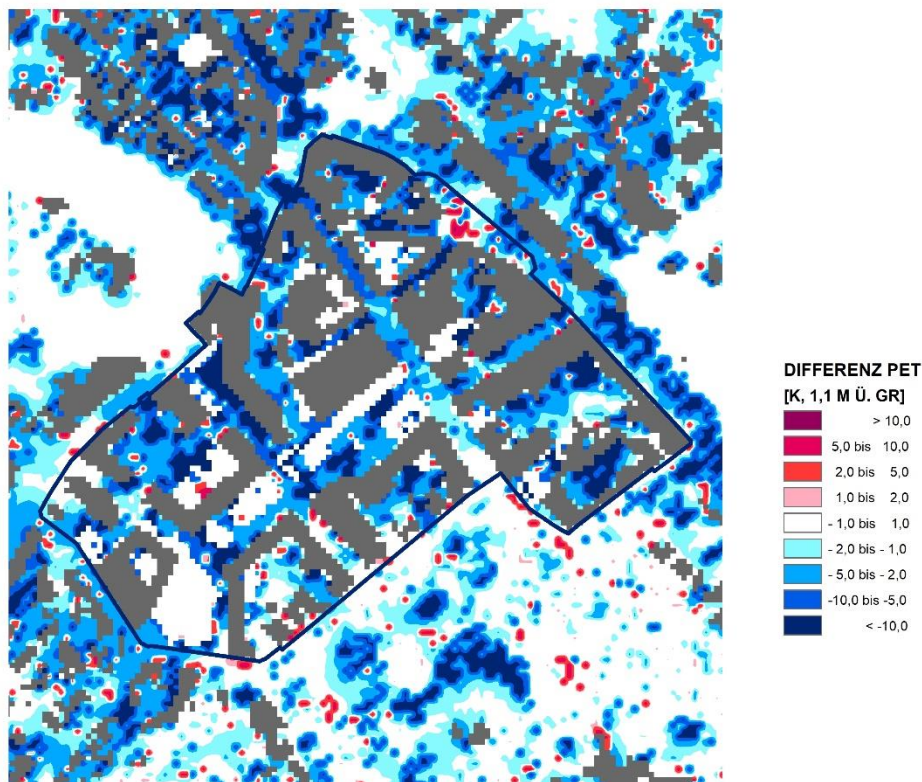 DIFFERENZ PET
[K, 1,1 M Ü. GR]
> 10,0
5,0 bis 10,0
2,0 bis 5,0
1,0 bis 2,0
- 1,0 bis 1,0
- 2,0 bis - 1,0
- 5,0 bis - 2,0
-10,0 bis -5,0
< -10,0